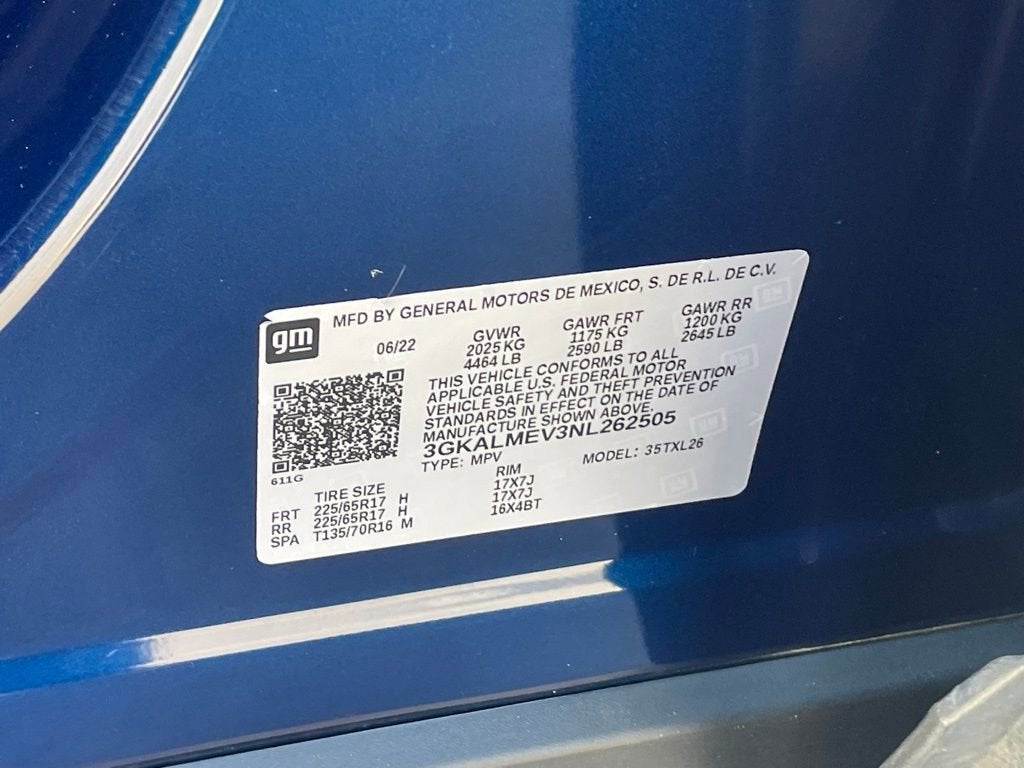 gm
MFD BY GENERAL MOTORS DE MEXICO, S. DE R.L. DE C.V.
06/22
GVWR
2025 KG
4464 LB
GAWR FRT
1175 KG
2590 LB
GAWR RR
1200 KG
2645 LB
THIS VEHICLE CONFORMS TO ALL
APPLICABLE U.S. FEDERAL MOTOR
VEHICLE SAFETY AND THEFT PREVENTION
STANDARDS IN EFFECT ON THE DATE OF
MANUFACTURE SHOWN ABOVE.
3GKALMEV3NL262505
TYPE: MPV MODEL: 35TXL26
611G
TIRE SIZE RIM
FRT 225/65R17 H 17X7J
RR 225/65R17 H 17X7J
SPA T135/70R16 M 16X4BT